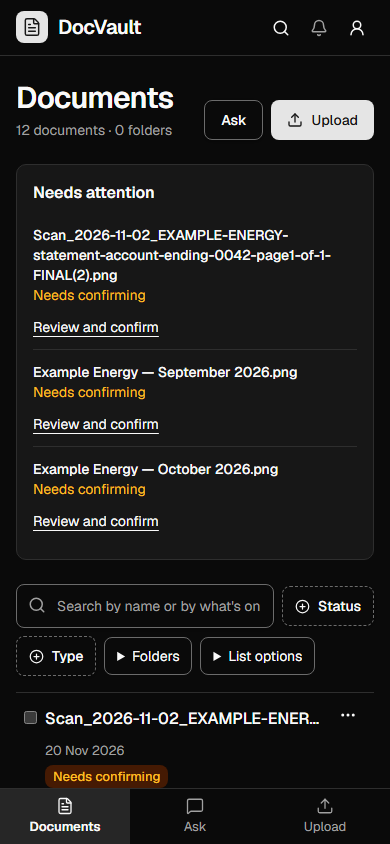 DocVault
Documents
12 documents · 0 folders
Ask
Upload
Needs attention
Scan_2026-11-02_EXAMPLE-ENERGY-
statement-account-ending-0042-page1-of-1-
FINAL(2).png
Needs confirming
Review and confirm
Example Energy — September 2026.png
Needs confirming
Review and confirm
Example Energy — October 2026.png
Needs confirming
Review and confirm
Search by name or by what's on
Status
Type
Folders
List options
Scan_2026-11-02_EXAMPLE-ENER...
20 Nov 2026
Needs confirming
Documents
Ask
Upload